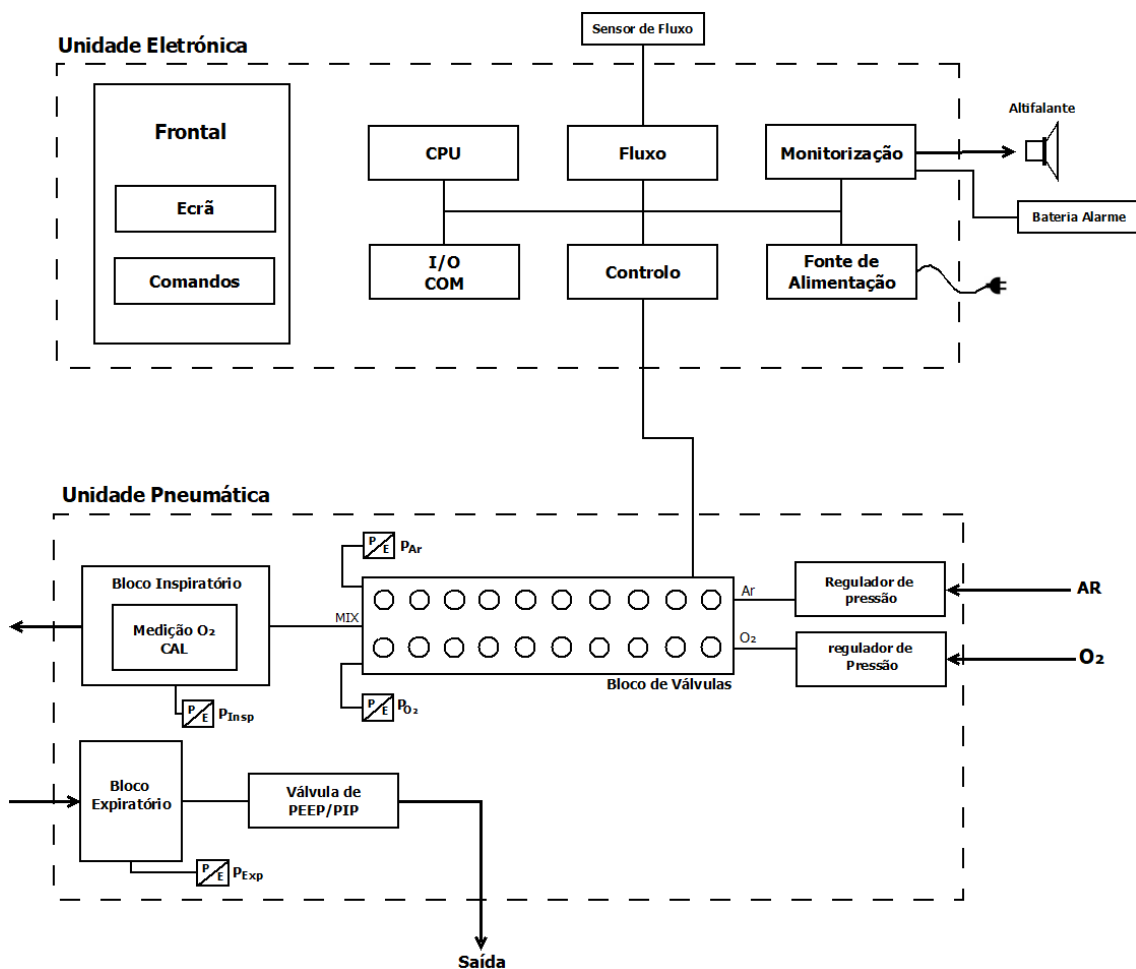 Sensor de Fluxo
Unidade Eletrónica
Frontal
Ecrã
Comandos
CPU
Fluxo
Monitorização
Altifalante
Bateria Alarme
I/O
COM
Controlo
Fonte de
Alimentação
Unidade Pneumática
P
E
PAr
Bloco Inspiratório
Medição O₂
CAL
MIX
Ar
O₂
Regulador de
pressão
AR
regulador de
Pressão
O₂
Bloco de Válvulas
P
E
pO₂
P
E
pInsp
Bloco
Expiratório
Válvula de
PEEP/PIP
P
E
pExp
Saída